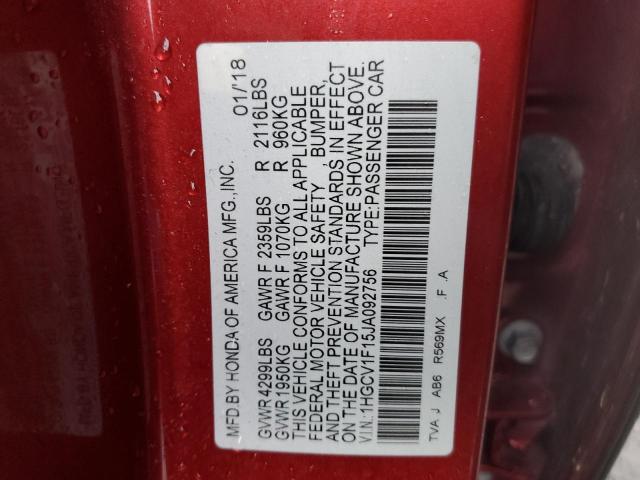 MFD.BY HONDA OF AMERICA MFG.,INC. 01/18
GVWR 4299LBS GAWR F 2359LBS R 2116LBS
GVWR 1950KG GAWR F 1070KG R 960KG
THIS VEHICLE CONFORMS TO ALL APPLICABLE
FEDERAL MOTOR VEHICLE SAFETY , BUMPER,
AND THEFT PREVENTION STANDARDS IN EFFECT
ON THE DATE OF MANUFACTURE SHOWN ABOVE.
V.I.N.:1HGCV1F15JA092756 TYPE:PASSENGER CAR
TVA J AB6 R569MX :F :A